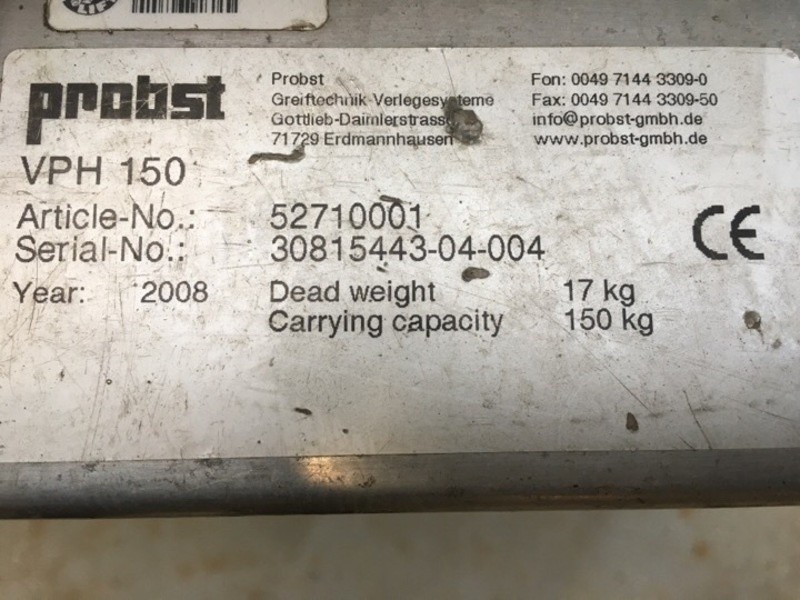 LIFT
probst
Probst
Greiftechnik Verlegesysteme
Gottlieb-Daimlerstrasse
71729 Erdmannhausen
Fon: 0049 7144 3309-0
Fax: 0049 7144 3309-50
info@probst-gmbh.de
www.probst-gmbh.de
VPH 150
Article-No.: 52710001
Serial-No.: 30815443-04-004
CE
Year: 2008 Dead weight 17 kg
Carrying capacity 150 kg